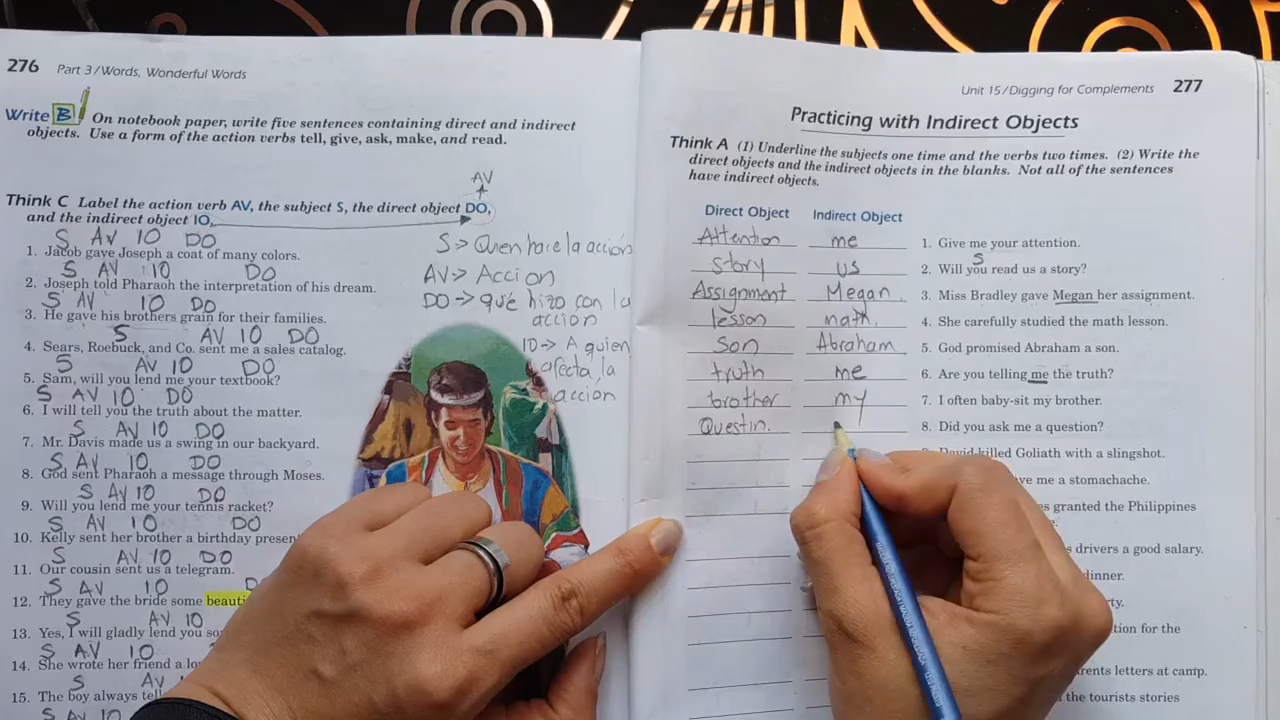 276 Part 3/Words, Wonderful Words
Write B On notebook paper, write five sentences containing direct and indirect
objects. Use a form of the action verbs tell, give, ask, make, and read.
AV
Think C Label the action verb AV, the subject S, the direct object DO,
and the indirect object IO.
S AV IO DO
1. Jacob gave Joseph a coat of many colors.
S AV IO DO
2. Joseph told Pharaoh the interpretation of his dream.
S AV IO DO
3. He gave his brothers grain for their families.
S AV IO DO
4. Sears, Roebuck, and Co. sent me a sales catalog.
S AV IO DO
5. Sam, will you lend me your textbook?
S AV IO DO
6. I will tell you the truth about the matter.
S AV IO DO
7. Mr. Davis made us a swing in our backyard.
S AV IO DO
8. God sent Pharaoh a message through Moses.
S AV IO DO
9. Will you lend me your tennis racket?
S AV IO DO
10. Kelly sent her brother a birthday presen
S AV IO DO
11. Our cousin sent us a telegram.
S AV IO
12. They gave the bride some beauti
S AV IO
13. Yes, I will gladly lend you so
S AV IO
14. She wrote her friend a lo
S AV
15. The boy always tell
S AV IO
S => Quien hace la acción
AV => Accion
DO -> qué hizo con la
acción
IO -> A quien
afecta la
acción
Unit 15/Digging for Complements 277
Practicing with Indirect Objects
Think A (1) Underline the subjects one time and the verbs two times. (2) Write the
direct objects and the indirect objects in the blanks. Not all of the sentences
have indirect objects.
Direct Object Indirect Object
Attention me 1. Give me your attention.
S
story us 2. Will you read us a story?
Assignment Megan 3. Miss Bradley gave Megan her assignment.
lesson math. 4. She carefully studied the math lesson.
son Abraham 5. God promised Abraham a son.
truth me 6. Are you telling me the truth?
brother my 7. I often baby-sit my brother.
Questin. 8. Did you ask me a question?
David killed Goliath with a slingshot.
ve me a stomachache.
s granted the Philippines
s drivers a good salary.
dinner.
ty.
tion for the
rents letters at camp.
the tourists stories